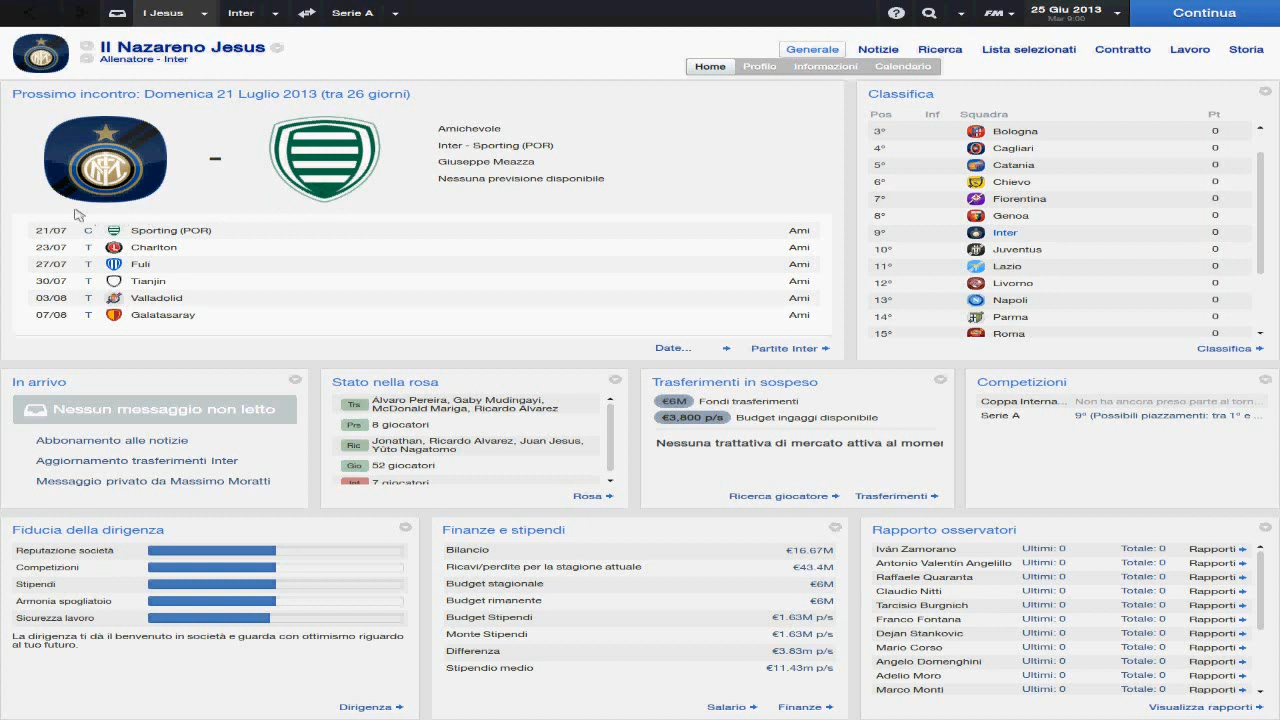 I Jesus
Inter
Serie A
FM
25 Giu 2013
Mar 9:00
Continua
Il Nazareno Jesus
Allenatore - Inter
Generale
Notizie
Ricerca
Lista selezionati
Contratto
Lavoro
Storia
Home
Profilo
Informazioni
Calendario
Prossimo incontro: Domenica 21 Luglio 2013 (tra 26 giorni)
-
Amichevole
Inter - Sporting (POR)
Giuseppe Meazza
Nessuna previsione disponibile
21/07 C Sporting (POR) Ami
23/07 T Charlton Ami
27/07 T Fuli Ami
30/07 T Tianjin Ami
03/08 T Valladolid Ami
07/08 T Galatasaray Ami
Date...
Partite Inter
Classifica
Pos Inf Squadra Pt
3° Bologna 0
4° Cagliari 0
5° Catania 0
6° Chievo 0
7° Fiorentina 0
8° Genoa 0
9° Inter 0
10° Juventus 0
11° Lazio 0
12° Livorno 0
13° Napoli 0
14° Parma 0
15° Roma 0
Classifica
In arrivo
Nessun messaggio non letto
Abbonamento alle notizie
Aggiornamento trasferimenti Inter
Messaggio privato da Massimo Moratti
Stato nella rosa
Trs Álvaro Pereira, Gaby Mudingayi,
McDonald Mariga, Ricardo Álvarez
Prs 8 giocatori
Ric Jonathan, Ricardo Álvarez, Juan Jesus,
Yūto Nagatomo
Gio 52 giocatori
Inf 7 giocatori
Rosa
Trasferimenti in sospeso
€6M Fondi trasferimenti
€3,800 p/s Budget ingaggi disponibile
Nessuna trattativa di mercato attiva al momer
Ricerca giocatore
Trasferimenti
Competizioni
Coppa Interna... Non ha ancora preso parte al torn...
Serie A 9° (Possibili piazzamenti: tra 1° e ...
Fiducia della dirigenza
Reputazione società
Competizioni
Stipendi
Armonia spogliatoio
Sicurezza lavoro
La dirigenza ti dà il benvenuto in società e guarda con ottimismo riguardo
al tuo futuro.
Dirigenza
Finanze e stipendi
Bilancio €16.67M
Ricavi/perdite per la stagione attuale €43.4M
Budget stagionale €6M
Budget rimanente €6M
Budget Stipendi €1.63M p/s
Monte Stipendi €1.63M p/s
Differenza €3.83m p/s
Stipendio medio €11.43m p/s
Salario
Finanze
Rapporto osservatori
Iván Zamorano Ultimi: 0 Totale: 0 Rapporti
Antonio Valentín Angelillo Ultimi: 0 Totale: 0 Rapporti
Raffaele Quaranta Ultimi: 0 Totale: 0 Rapporti
Claudio Nitti Ultimi: 0 Totale: 0 Rapporti
Tarcisio Burgnich Ultimi: 0 Totale: 0 Rapporti
Franco Fontana Ultimi: 0 Totale: 0 Rapporti
Dejan Stankovic Ultimi: 0 Totale: 0 Rapporti
Mario Corso Ultimi: 0 Totale: 0 Rapporti
Angelo Domenghini Ultimi: 0 Totale: 0 Rapporti
Adelio Moro Ultimi: 0 Totale: 0 Rapporti
Marco Monti Ultimi: 0 Totale: 0 Rapporti
Visualizza rapporti